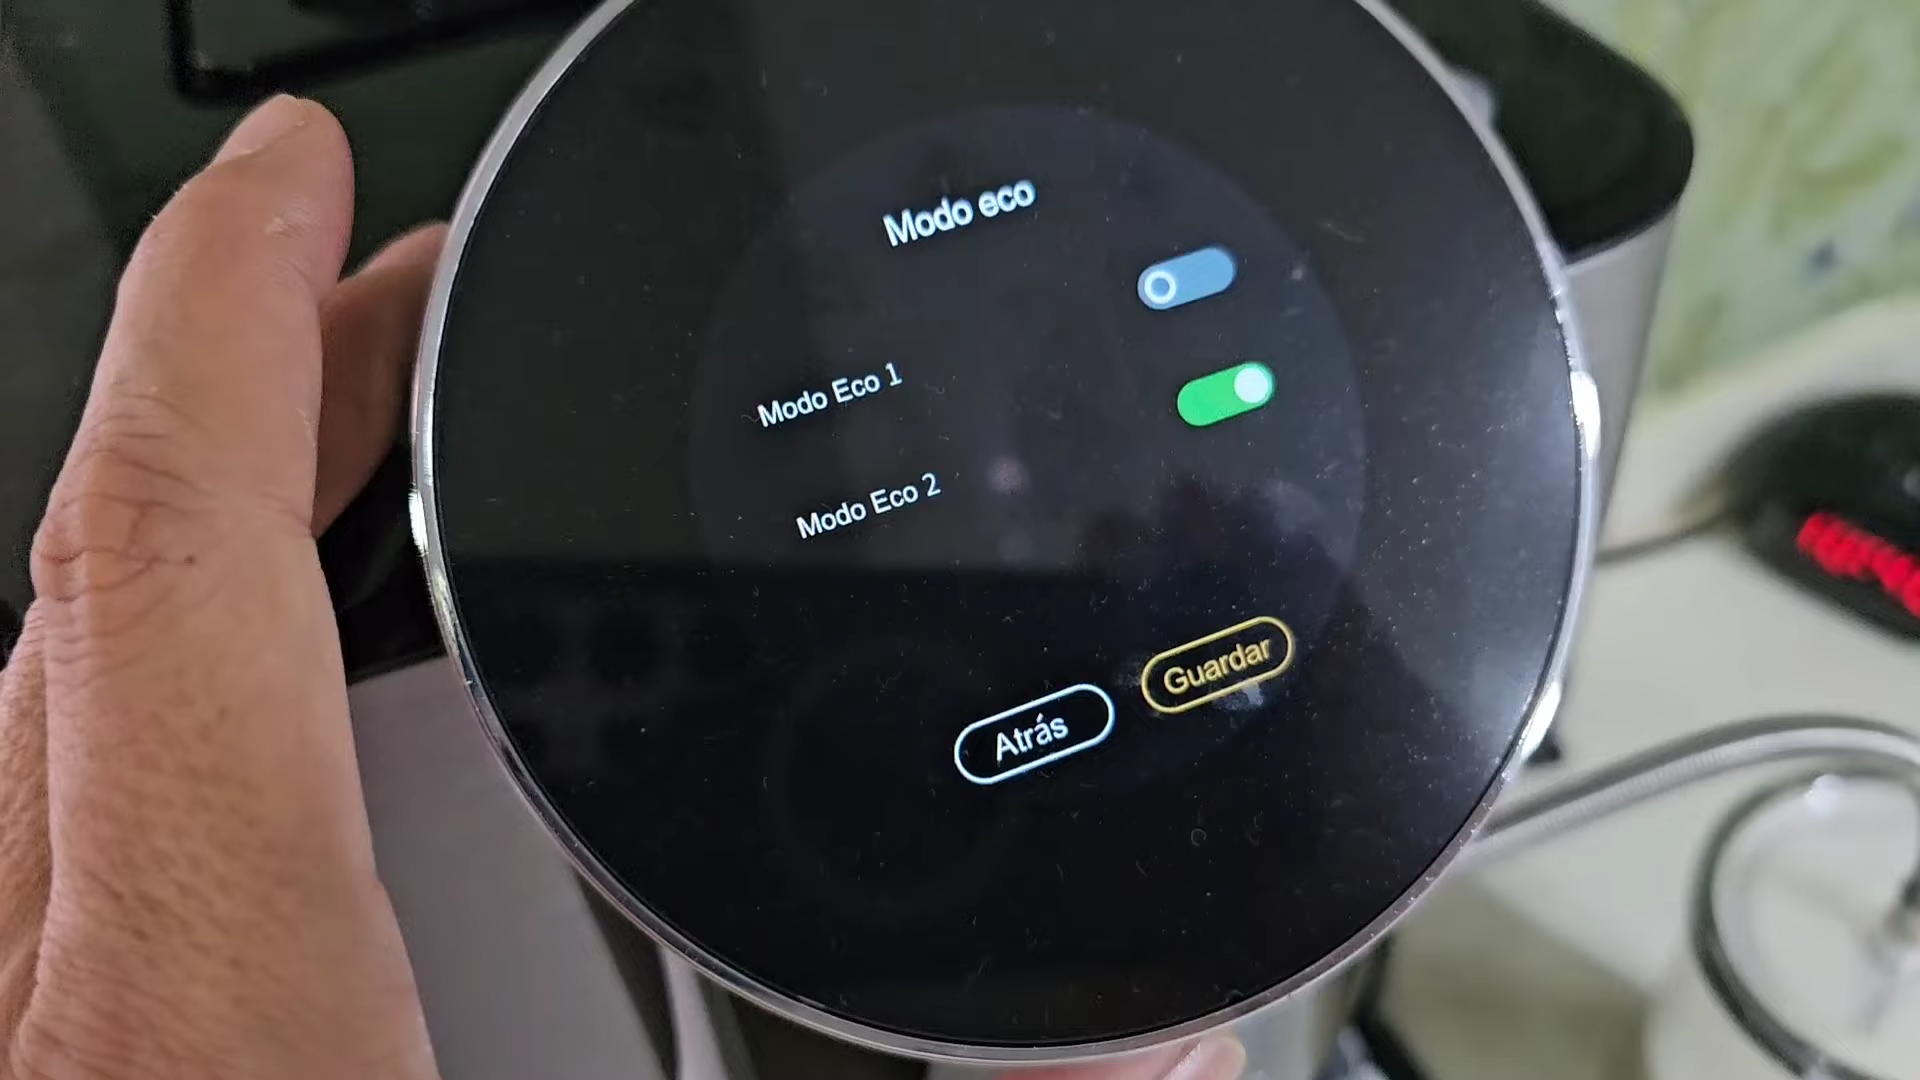 Modo eco
Modo Eco 1
Modo Eco 2
Atrás
Guardar